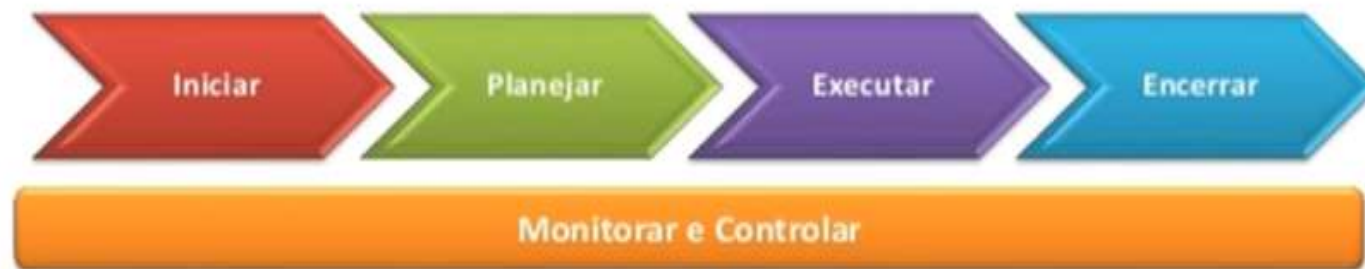 Iniciar
Planejar
Executar
Encerrar
Monitorar e Controlar